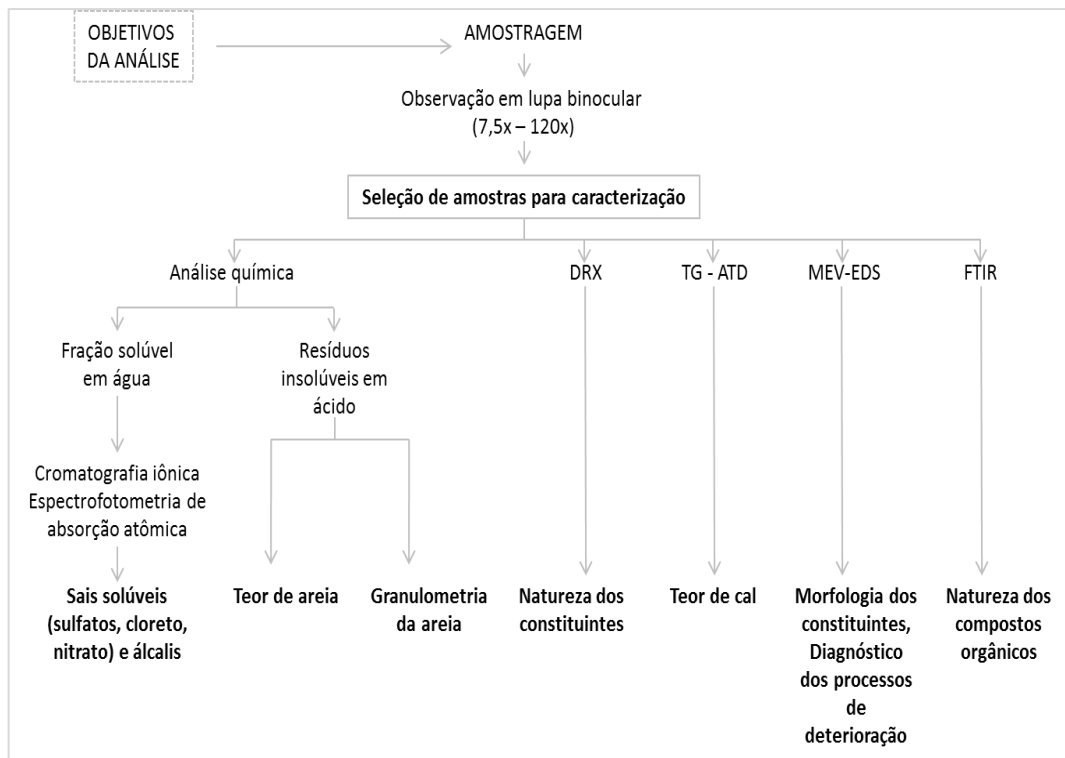 OBJETIVOS
DA ANÁLISE
AMOSTRAGEM
Observação em lupa binocular
(7,5x – 120x)
Seleção de amostras para caracterização
Análise química
DRX
TG - ATD
MEV-EDS
FTIR
Fração solúvel
em água
Resíduos
insolúveis em
ácido
Cromatografia iônica
Espectrofotometria de
absorção atômica
Sais solúveis
(sulfatos, cloreto,
nitrato) e álcalis
Teor de areia
Granulometria
da areia
Natureza dos
constituintes
Teor de cal
Morfologia dos
constituintes,
Diagnóstico
dos processos
de
deterioração
Natureza dos
compostos
orgânicos